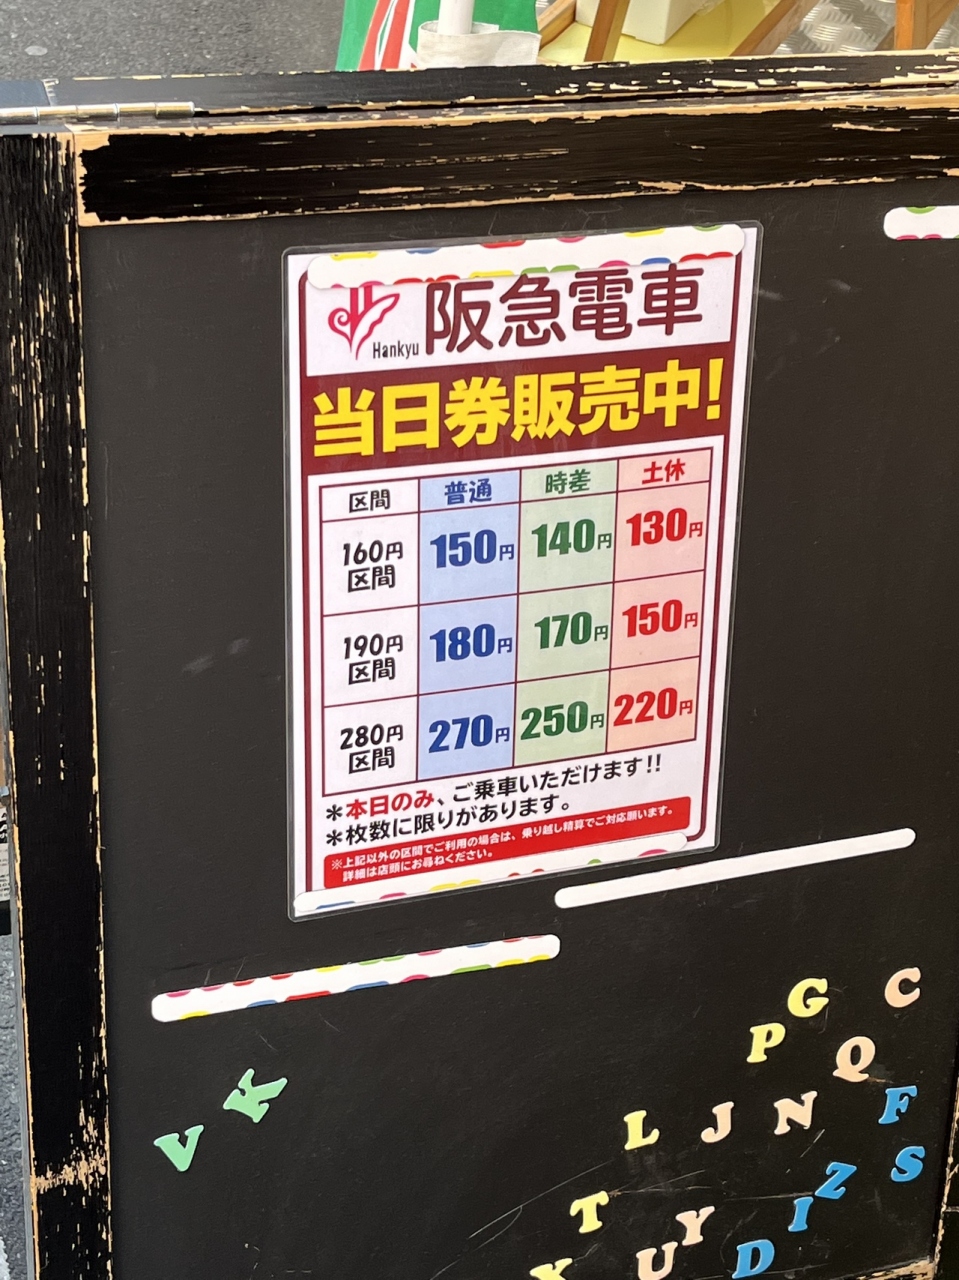 Hankyu 阪急電車
当日券販売中!
区間 普通 時差 土休
160円区間 150円 140円 130円
190円区間 180円 170円 150円
280円区間 270円 250円 220円
＊本日のみ、ご乗車いただけます!!
＊枚数に限りがあります。
※上記以外の区間でご利用の場合は、乗り越し精算でご対応願います。
詳細は店頭にお尋ねください。
G C
P Q
K
V L J N F
Z S
T Y I
X U D